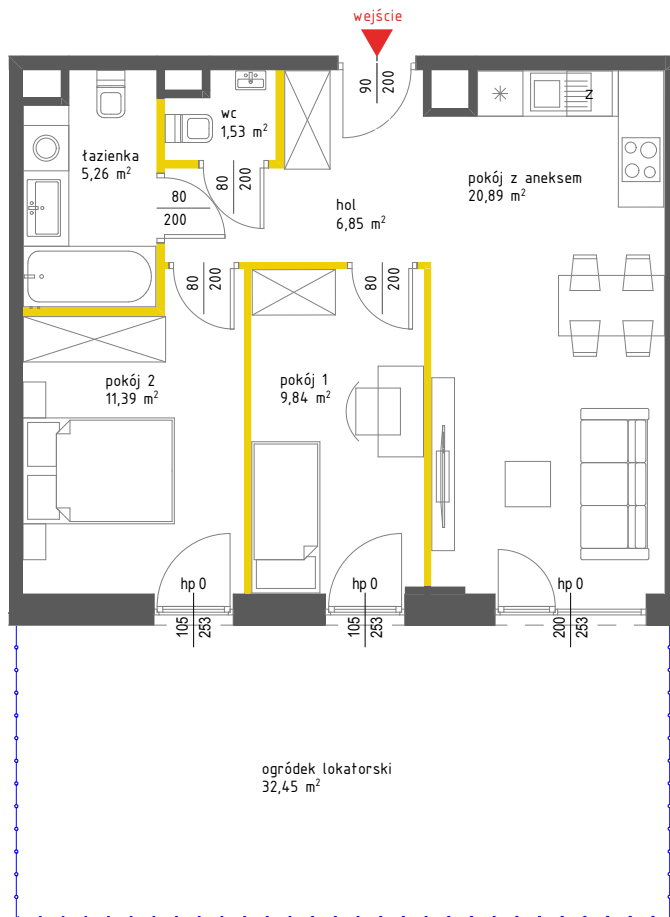 wejście
90
200
wc
1,53 m²
z
łazienka
5,26 m²
pokój z aneksem
20,89 m²
80
200
80
200
hol
6,85 m²
80
200
80
200
pokój 2
11,39 m²
pokój 1
9,84 m²
hp 0
hp 0
hp 0
105
253
105
253
200
253
ogródek lokatorski
32,45 m²